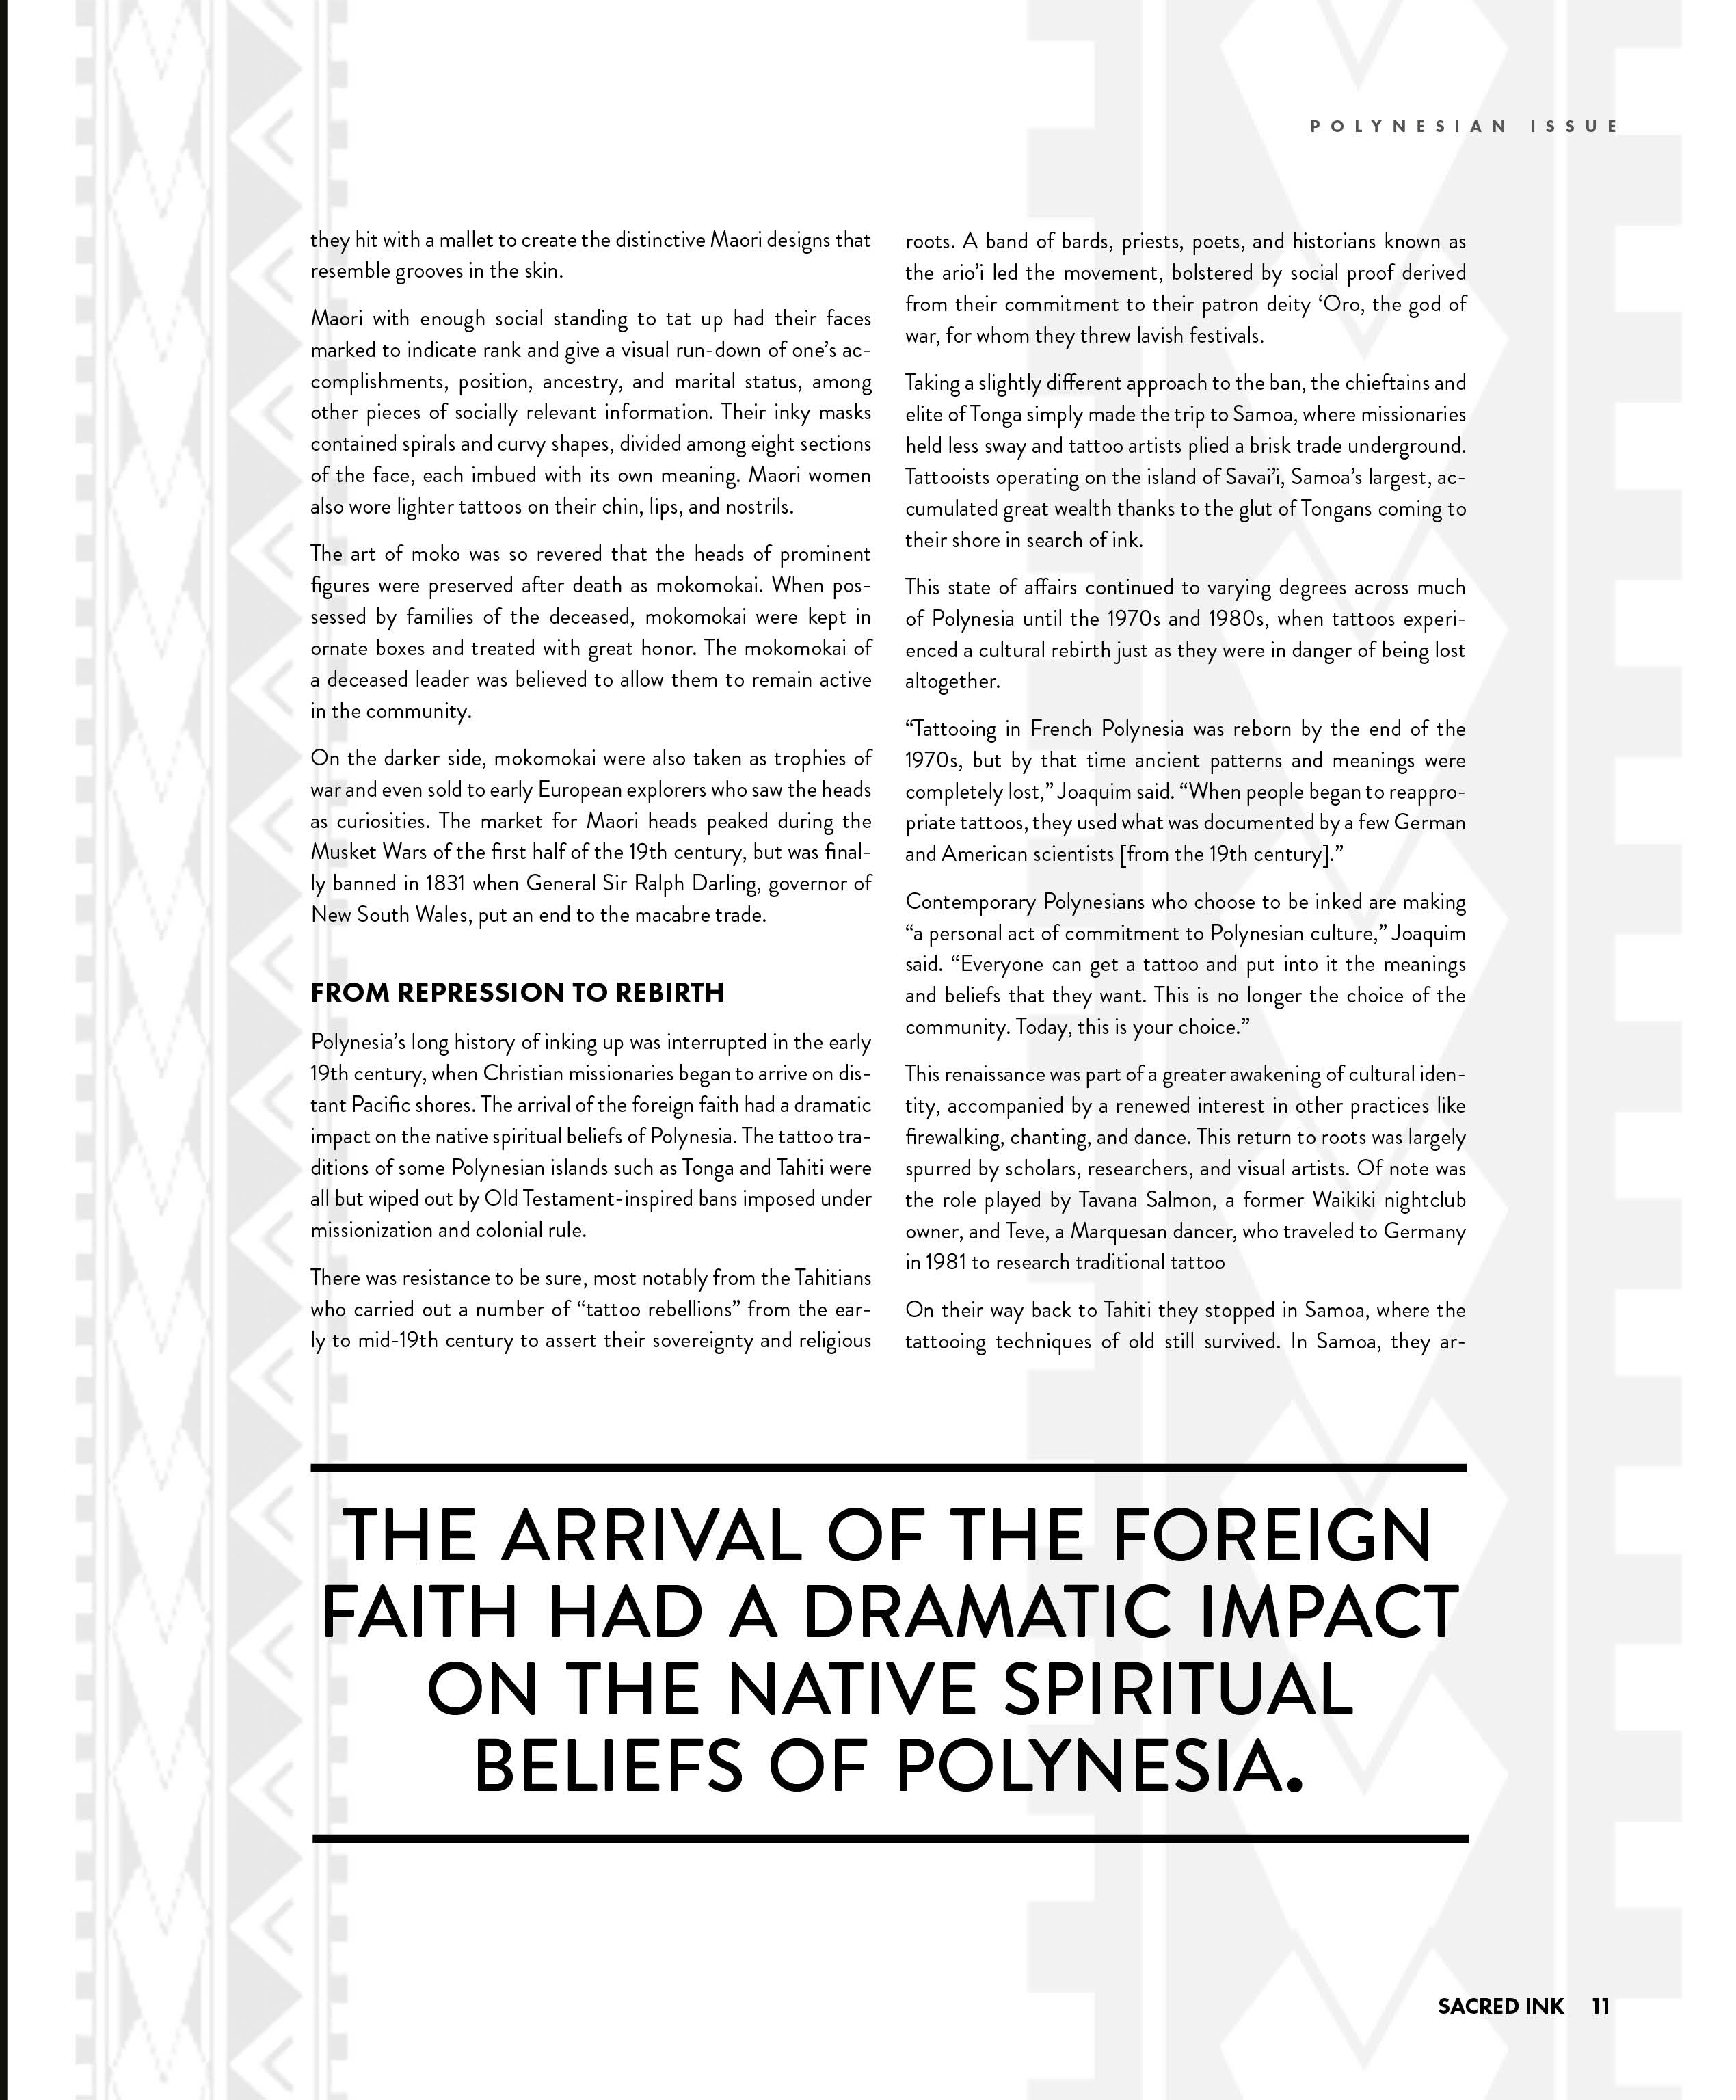 POLYNESIAN ISSUE
they hit with a mallet to create the distinctive Maori designs that
resemble grooves in the skin.
Maori with enough social standing to tat up had their faces
marked to indicate rank and give a visual run-down of one’s ac-
complishments, position, ancestry, and marital status, among
other pieces of socially relevant information. Their inky masks
contained spirals and curvy shapes, divided among eight sections
of the face, each imbued with its own meaning. Maori women
also wore lighter tattoos on their chin, lips, and nostrils.
The art of moko was so revered that the heads of prominent
figures were preserved after death as mokomokai. When pos-
sessed by families of the deceased, mokomokai were kept in
ornate boxes and treated with great honor. The mokomokai of
a deceased leader was believed to allow them to remain active
in the community.
On the darker side, mokomokai were also taken as trophies of
war and even sold to early European explorers who saw the heads
as curiosities. The market for Maori heads peaked during the
Musket Wars of the first half of the 19th century, but was final-
ly banned in 1831 when General Sir Ralph Darling, governor of
New South Wales, put an end to the macabre trade.
FROM REPRESSION TO REBIRTH
Polynesia’s long history of inking up was interrupted in the early
19th century, when Christian missionaries began to arrive on dis-
tant Pacific shores. The arrival of the foreign faith had a dramatic
impact on the native spiritual beliefs of Polynesia. The tattoo tra-
ditions of some Polynesian islands such as Tonga and Tahiti were
all but wiped out by Old Testament-inspired bans imposed under
missionization and colonial rule.
There was resistance to be sure, most notably from the Tahitians
who carried out a number of “tattoo rebellions” from the ear-
ly to mid-19th century to assert their sovereignty and religious
roots. A band of bards, priests, poets, and historians known as
the ario’i led the movement, bolstered by social proof derived
from their commitment to their patron deity ‘Oro, the god of
war, for whom they threw lavish festivals.
Taking a slightly different approach to the ban, the chieftains and
elite of Tonga simply made the trip to Samoa, where missionaries
held less sway and tattoo artists plied a brisk trade underground.
Tattooists operating on the island of Savai’i, Samoa’s largest, ac-
cumulated great wealth thanks to the glut of Tongans coming to
their shore in search of ink.
This state of affairs continued to varying degrees across much
of Polynesia until the 1970s and 1980s, when tattoos experi-
enced a cultural rebirth just as they were in danger of being lost
altogether.
“Tattooing in French Polynesia was reborn by the end of the
1970s, but by that time ancient patterns and meanings were
completely lost,” Joaquim said. “When people began to reappro-
priate tattoos, they used what was documented by a few German
and American scientists [from the 19th century].”
Contemporary Polynesians who choose to be inked are making
“a personal act of commitment to Polynesian culture,” Joaquim
said. “Everyone can get a tattoo and put into it the meanings
and beliefs that they want. This is no longer the choice of the
community. Today, this is your choice.”
This renaissance was part of a greater awakening of cultural iden-
tity, accompanied by a renewed interest in other practices like
firewalking, chanting, and dance. This return to roots was largely
spurred by scholars, researchers, and visual artists. Of note was
the role played by Tavana Salmon, a former Waikiki nightclub
owner, and Teve, a Marquesan dancer, who traveled to Germany
in 1981 to research traditional tattoo
On their way back to Tahiti they stopped in Samoa, where the
tattooing techniques of old still survived. In Samoa, they ar-
THE ARRIVAL OF THE FOREIGN
FAITH HAD A DRAMATIC IMPACT
ON THE NATIVE SPIRITUAL
BELIEFS OF POLYNESIA.
SACRED INK 11